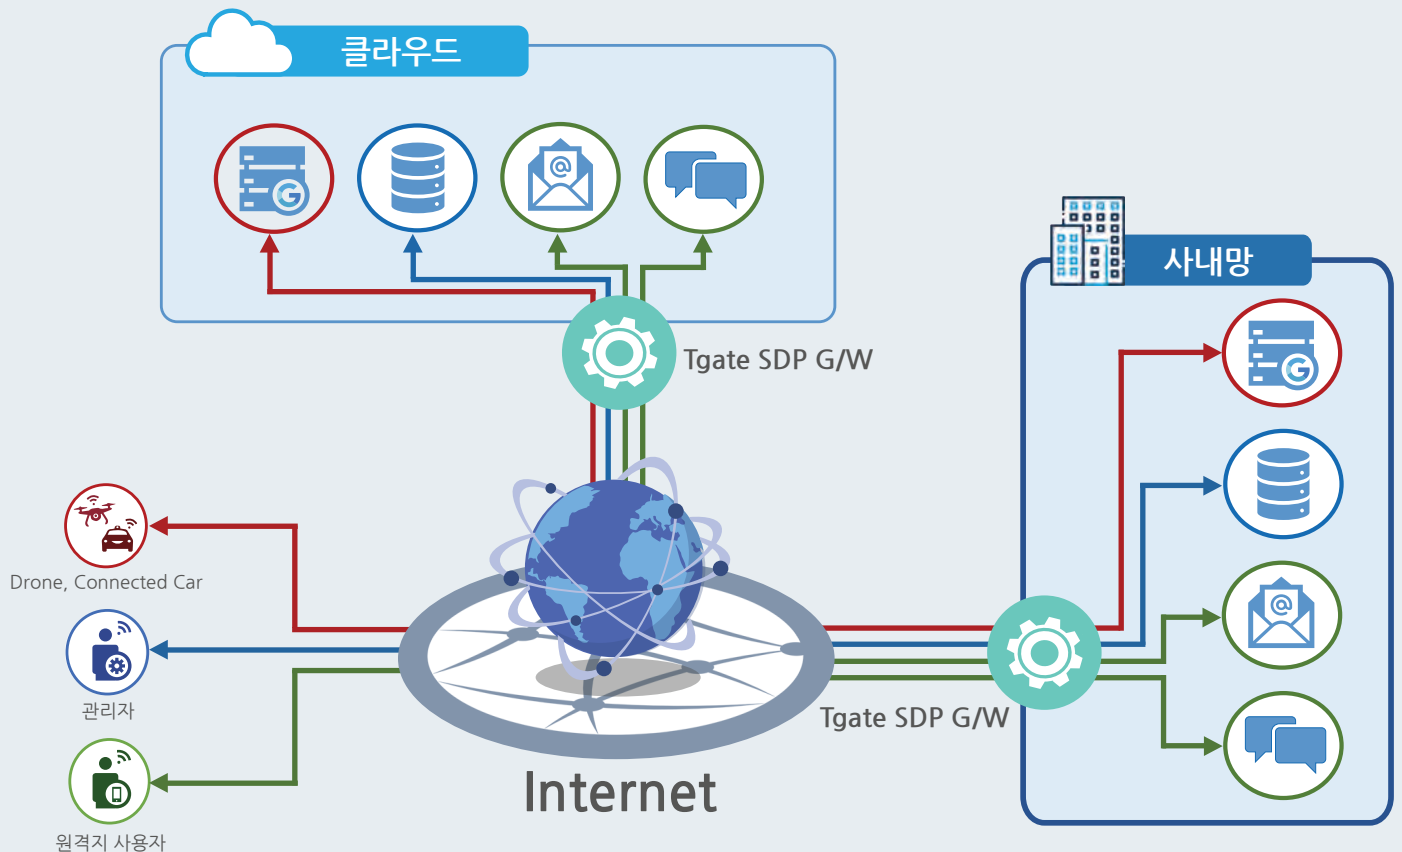 클라우드
사내망
Tgate SDP G/W
Drone, Connected Car
관리자
Tgate SDP G/W
Internet
원격지 사용자